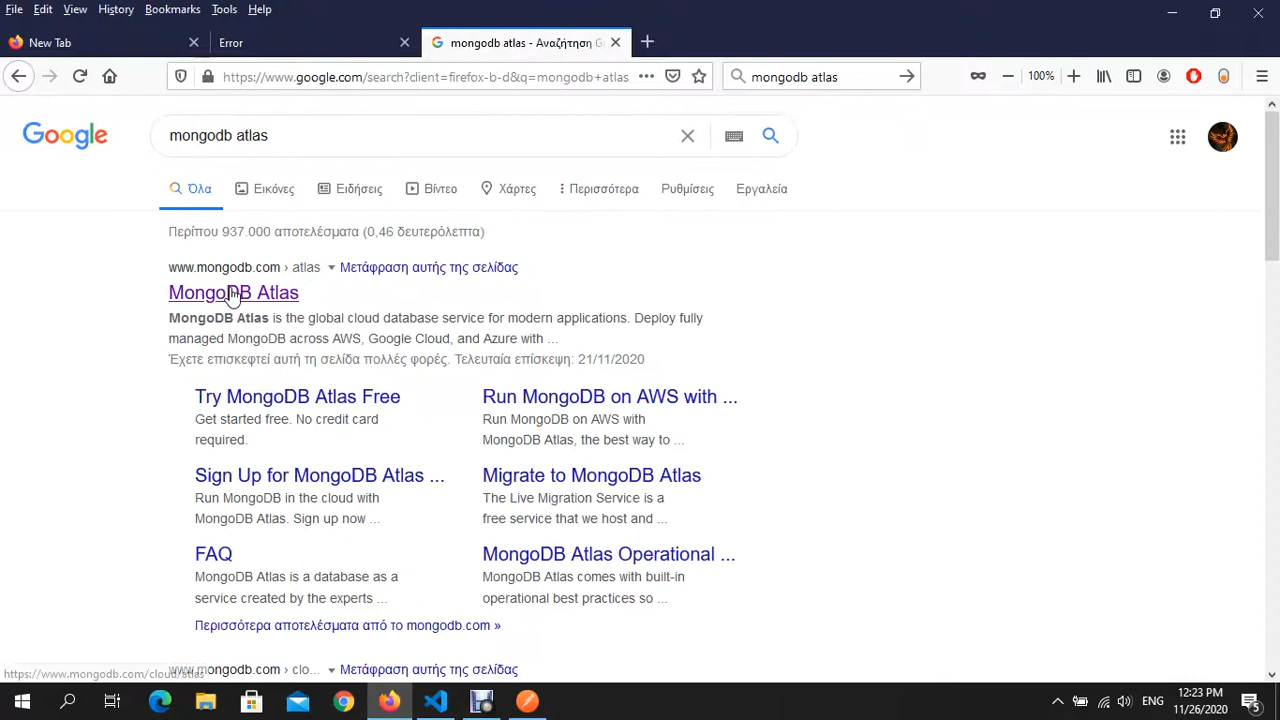 File Edit View History Bookmarks Tools Help
New Tab Error mongodb atlas - Αναζήτηση G
https://www.google.com/search?client=firefox-b-d&q=mongodb+atlas mongodb atlas 100%
Google mongodb atlas
Όλα Εικόνες Ειδήσεις Βίντεο Χάρτες Περισσότερα Ρυθμίσεις Εργαλεία
Περίπου 937.000 αποτελέσματα (0,46 δευτερόλεπτα)
www.mongodb.com › atlas Μετάφραση αυτής της σελίδας
MongoDB Atlas
MongoDB Atlas is the global cloud database service for modern applications. Deploy fully
managed MongoDB across AWS, Google Cloud, and Azure with ...
Έχετε επισκεφτεί αυτή τη σελίδα πολλές φορές. Τελευταία επίσκεψη: 21/11/2020
Try MongoDB Atlas Free
Get started free. No credit card
required.
Run MongoDB on AWS with ...
Run MongoDB on AWS with
MongoDB Atlas, the best way to ...
Sign Up for MongoDB Atlas ...
Run MongoDB in the cloud with
MongoDB Atlas. Sign up now ...
Migrate to MongoDB Atlas
The Live Migration Service is a
free service that we host and ...
FAQ
MongoDB Atlas is a database as a
service created by the experts ...
MongoDB Atlas Operational ...
MongoDB Atlas comes with built-in
operational best practices so ...
Περισσότερα αποτελέσματα από το mongodb.com »
www.mongodb.com › clo... Μετάφραση αυτής της σελίδας
https://www.mongodb.com/cloud/atlas
ENG 12:23 PM
11/26/2020 5